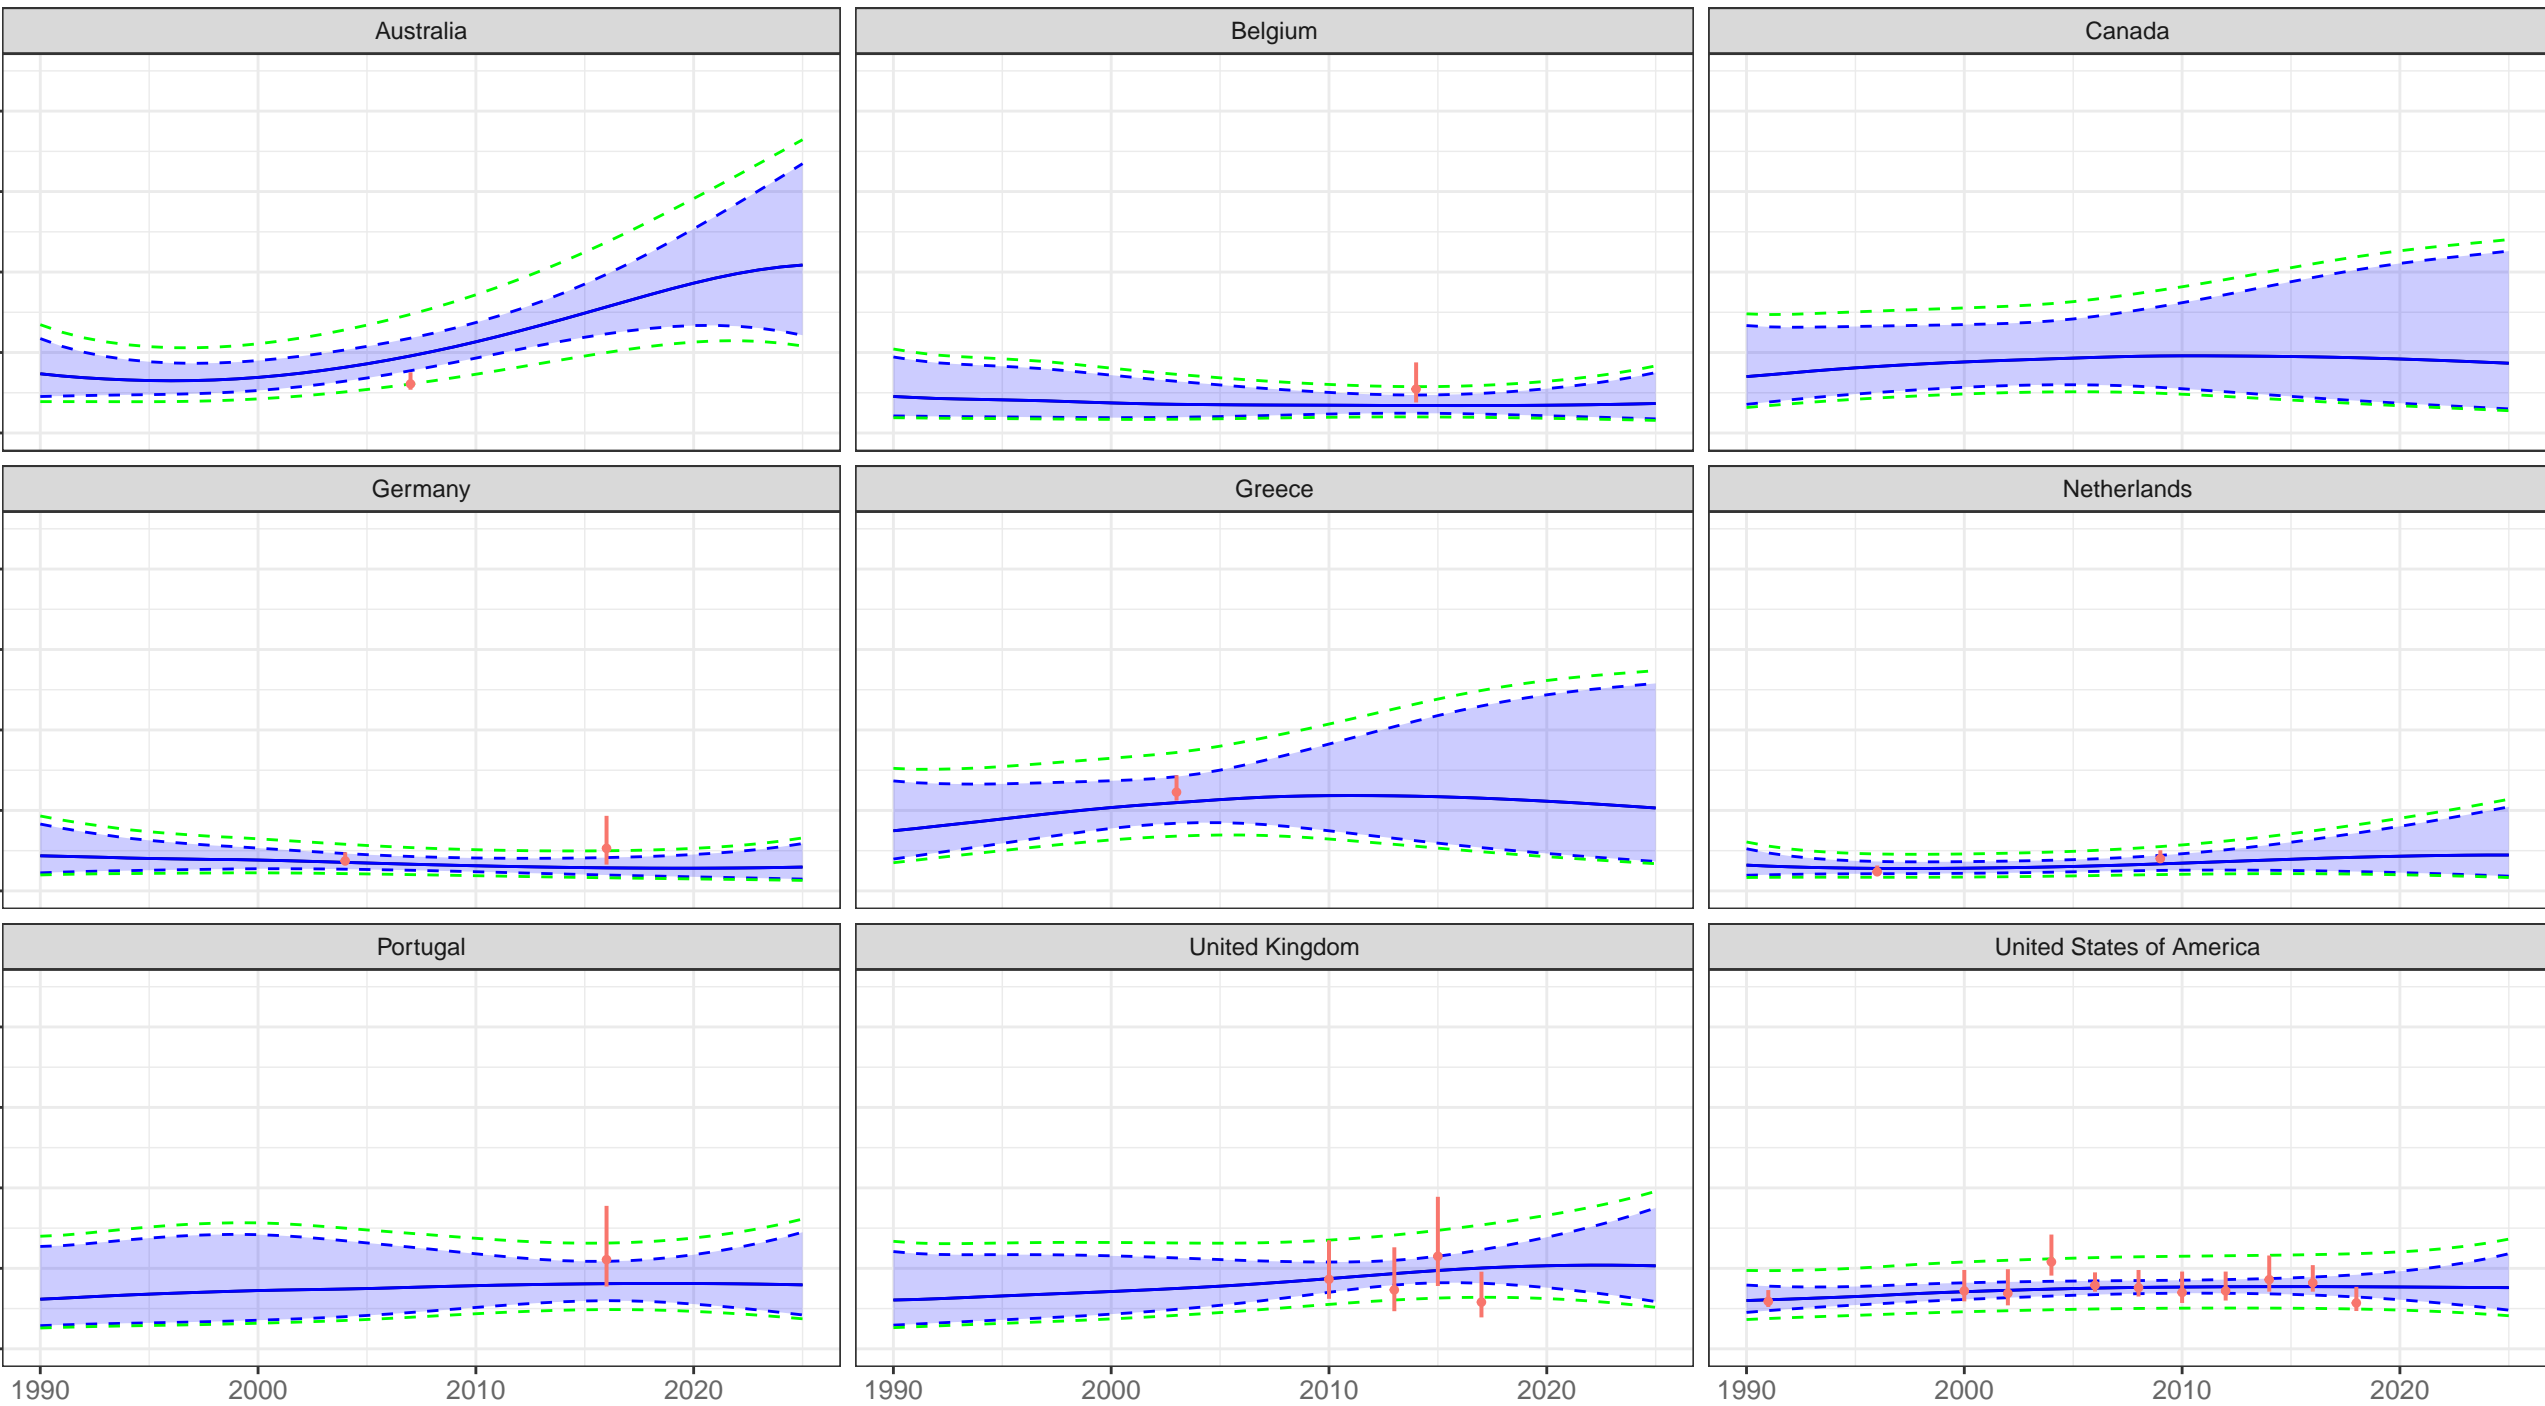 Australia Belgium Canada
Germany Greece Netherlands
Portugal United Kingdom United States of America
1990 2000 2010 2020 1990 2000 2010 2020 1990 2000 2010 2020